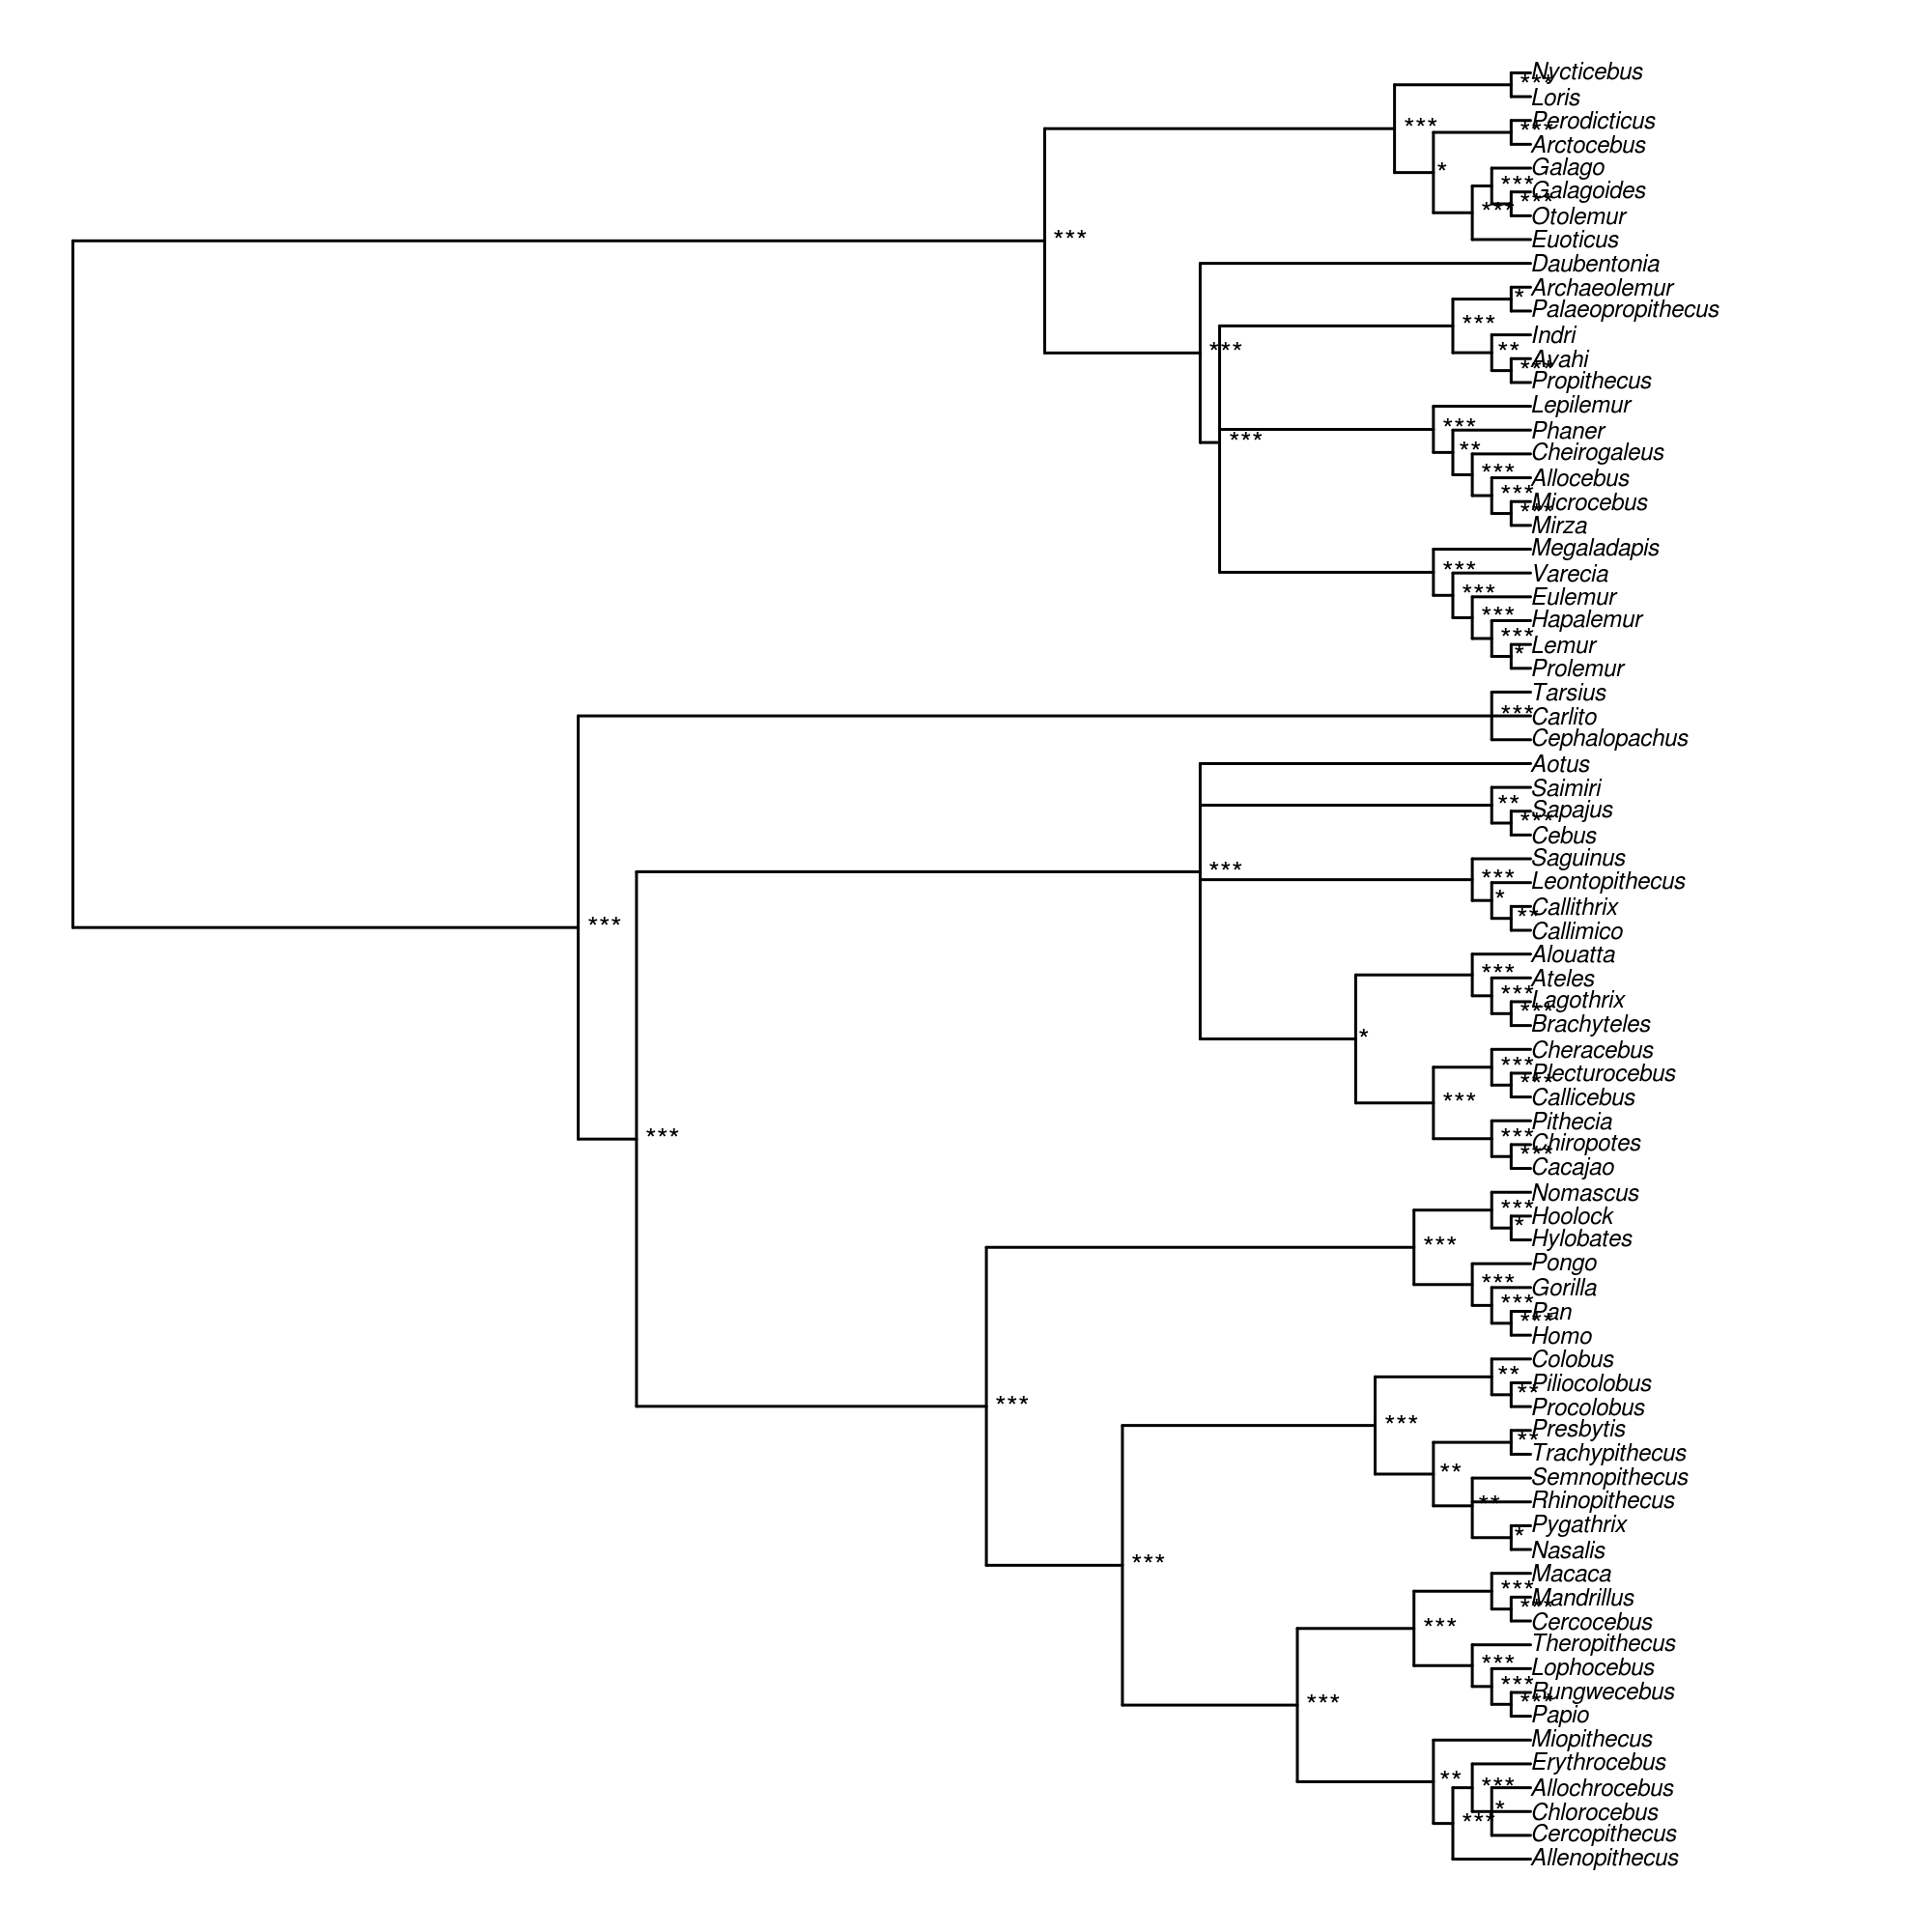 Nycticebus
***
Loris
***
Perodicticus
***
Arctocebus
*
Galago
***
Galagoides
***
***
Otolemur
***
Euoticus
Daubentonia
Archaeolemur
*
Palaeopropithecus
***
Indri
***
**
Avahi
***
Propithecus
Lepilemur
***
Phaner
***
**
Cheirogaleus
***
Allocebus
***
Microcebus
***
Mirza
Megaladapis
***
Varecia
***
Eulemur
***
Hapalemur
***
Lemur
*
Prolemur
Tarsius
***
Carlito
Cephalopachus
Aotus
Saimiri
**
Sapajus
***
Cebus
Saguinus
***
***
Leontopithecus
*
Callithrix
**
***
Callimico
Alouatta
***
Ateles
***
Lagothrix
***
Brachyteles
*
Cheracebus
***
Plecturocebus
***
Callicebus
***
Pithecia
***
***
Chiropotes
***
Cacajao
Nomascus
***
Hoolock
*
Hylobates
***
Pongo
***
Gorilla
***
Pan
***
Homo
Colobus
**
Piliocolobus
**
***
Procolobus
***
Presbytis
**
Trachypithecus
**
Semnopithecus
**
Rhinopithecus
Pygathrix
*
Nasalis
***
Macaca
***
Mandrillus
***
Cercocebus
***
Theropithecus
***
Lophocebus
***
Rungwecebus
***
***
Papio
Miopithecus
Erythrocebus
**
***
Allochrocebus
*
Chlorocebus
***
Cercopithecus
Allenopithecus